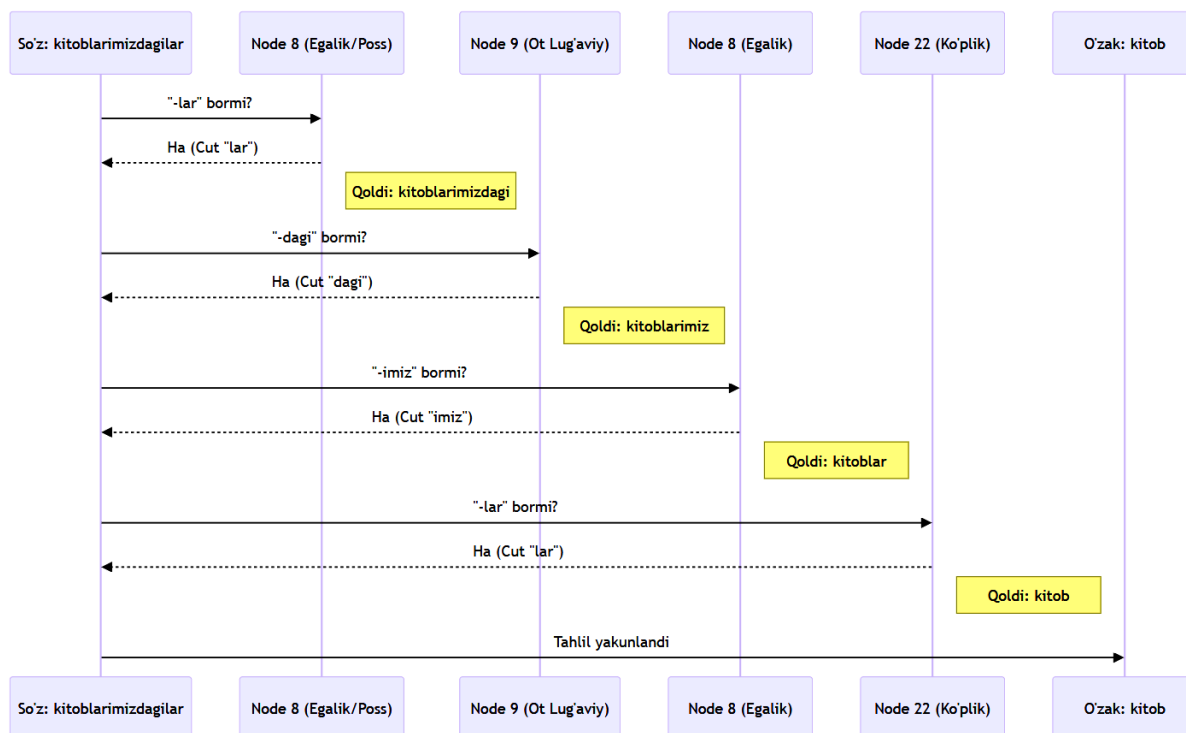 So'z: kitoblarimizdagilar
Node 8 (Egalik/Poss)
Node 9 (Ot Lug'aviy)
Node 8 (Egalik)
Node 22 (Ko'plik)
O'zak: kitob
"-lar" bormi?
Ha (Cut "lar")
Qoldi: kitoblarimizdagi
"-dagi" bormi?
Ha (Cut "dagi")
Qoldi: kitoblarimiz
"-imiz" bormi?
Ha (Cut "imiz")
Qoldi: kitoblar
"-lar" bormi?
Ha (Cut "lar")
Qoldi: kitob
Tahlil yakunlandi
So'z: kitoblarimizdagilar
Node 8 (Egalik/Poss)
Node 9 (Ot Lug'aviy)
Node 8 (Egalik)
Node 22 (Ko'plik)
O'zak: kitob